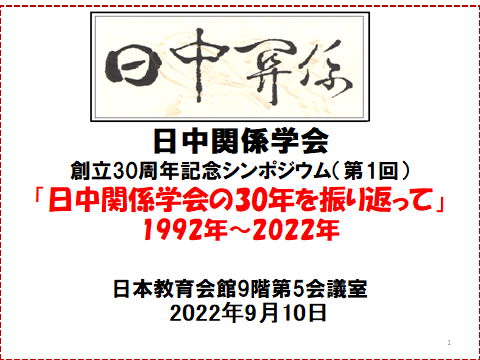 日中関係
日中関係学会
創立30周年記念シンポジウム(第1回)
「日中関係学会の30年を振り返って」
1992年～2022年
日本教育会館9階第5会議室
2022年9月10日
1